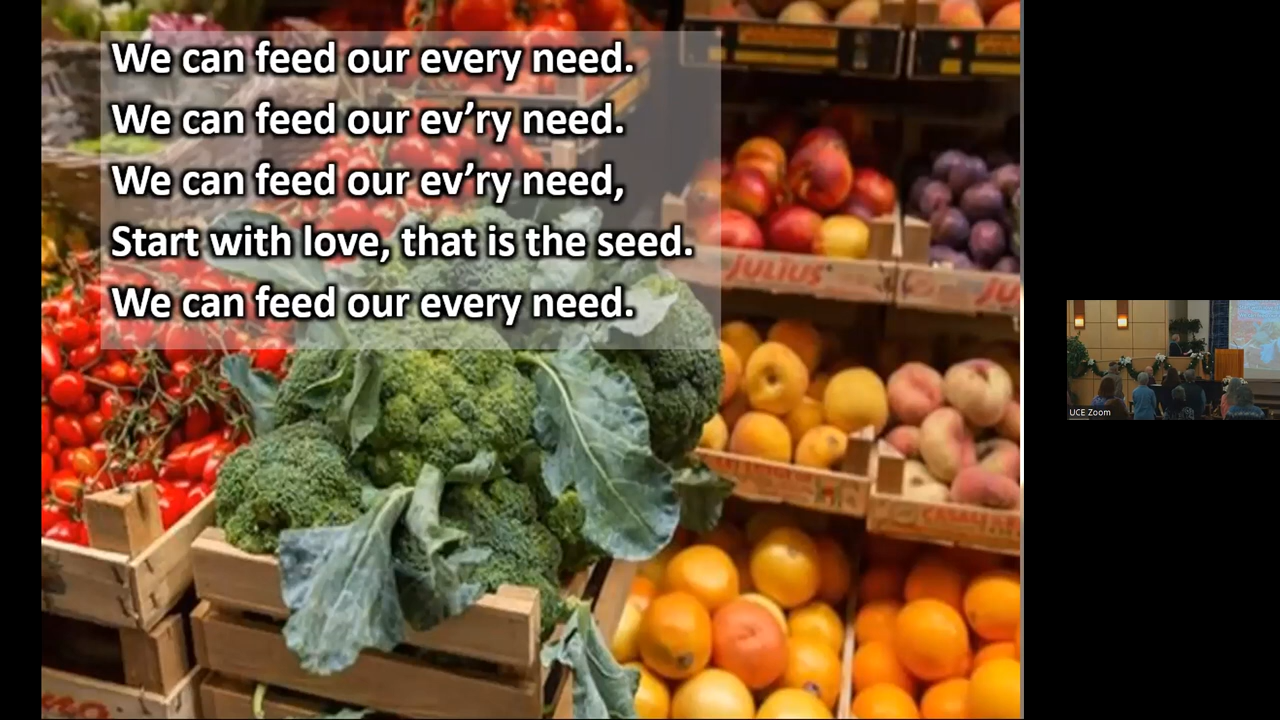 We can feed our every need.
We can feed our ev’ry need.
We can feed our ev’ry need,
Start with love, that is the seed.
We can feed our every need.
JULIUS
JU
UCE Zoom